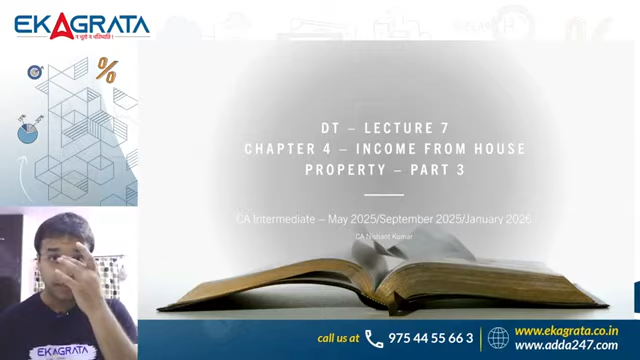 EKAGRATA
DT – LECTURE 7
CHAPTER 4 – INCOME FROM HOUSE
PROPERTY – PART 3
CA Intermediate – May 2025/September 2025/January 2026
CA Nishant Kumar
EKAGRATA
call us at 975 44 55 66 3
www.ekagrata.co.in
www.adda247.com